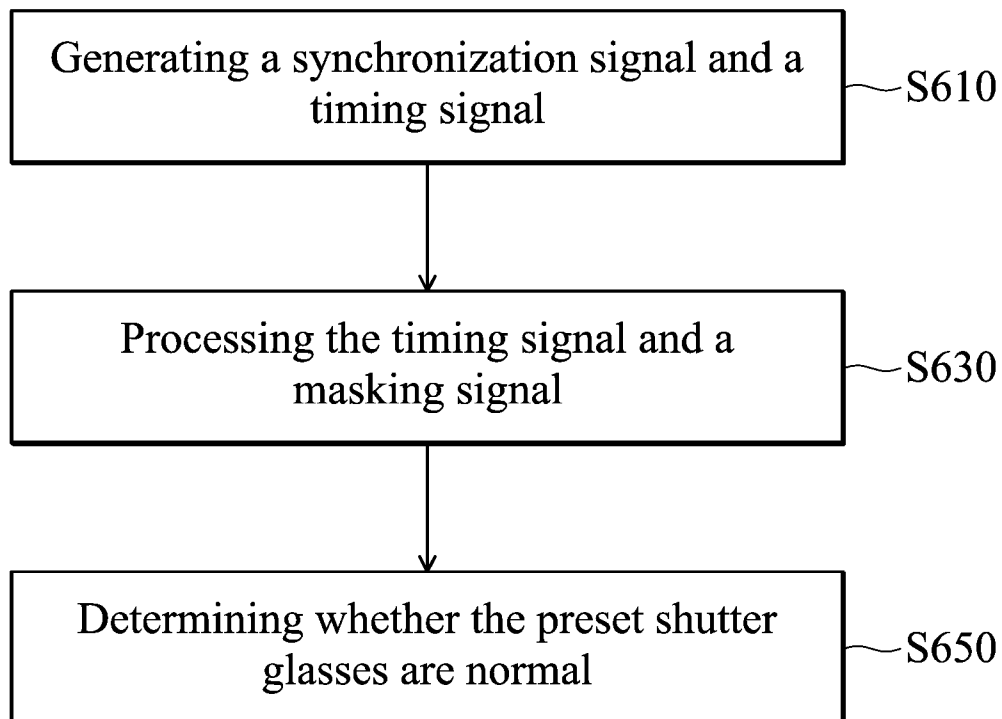 Generating a synchronization signal and a
timing signal
S610
Processing the timing signal and a
masking signal
S630
Determining whether the preset shutter
glasses are normal
S650